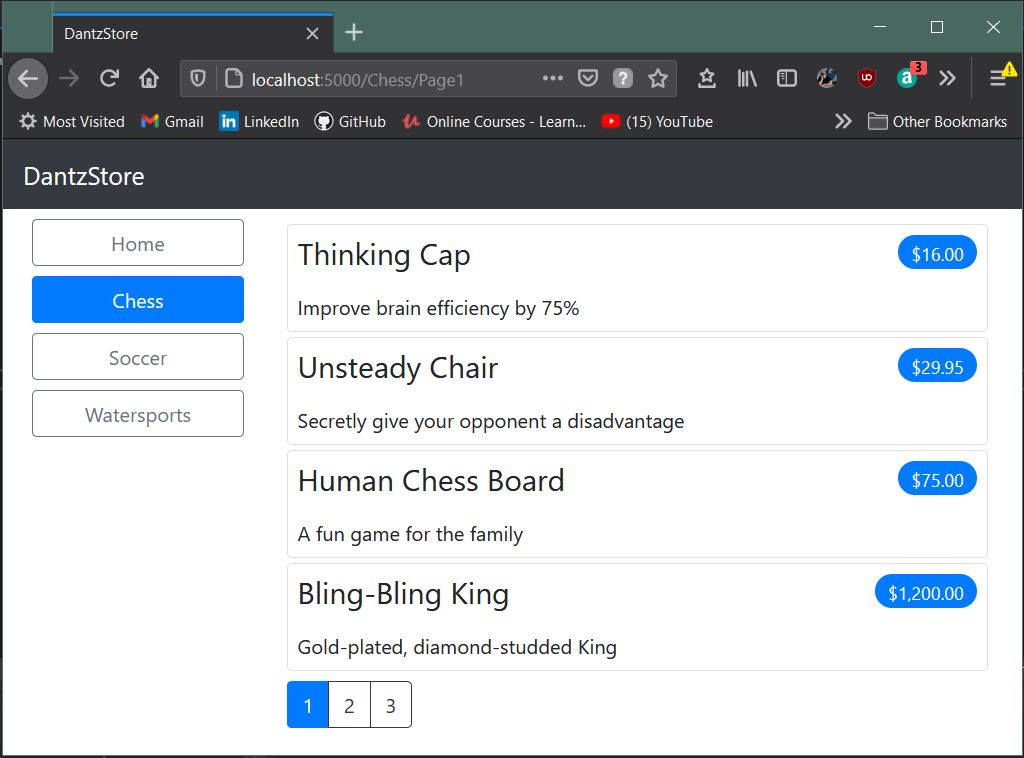 DantzStore
localhost:5000/Chess/Page1
3
Most Visited Gmail LinkedIn GitHub Online Courses - Learn... (15) YouTube Other Bookmarks
DantzStore
Home
Chess
Soccer
Watersports
Thinking Cap $16.00
Improve brain efficiency by 75%
Unsteady Chair $29.95
Secretly give your opponent a disadvantage
Human Chess Board $75.00
A fun game for the family
Bling-Bling King $1,200.00
Gold-plated, diamond-studded King
1 2 3